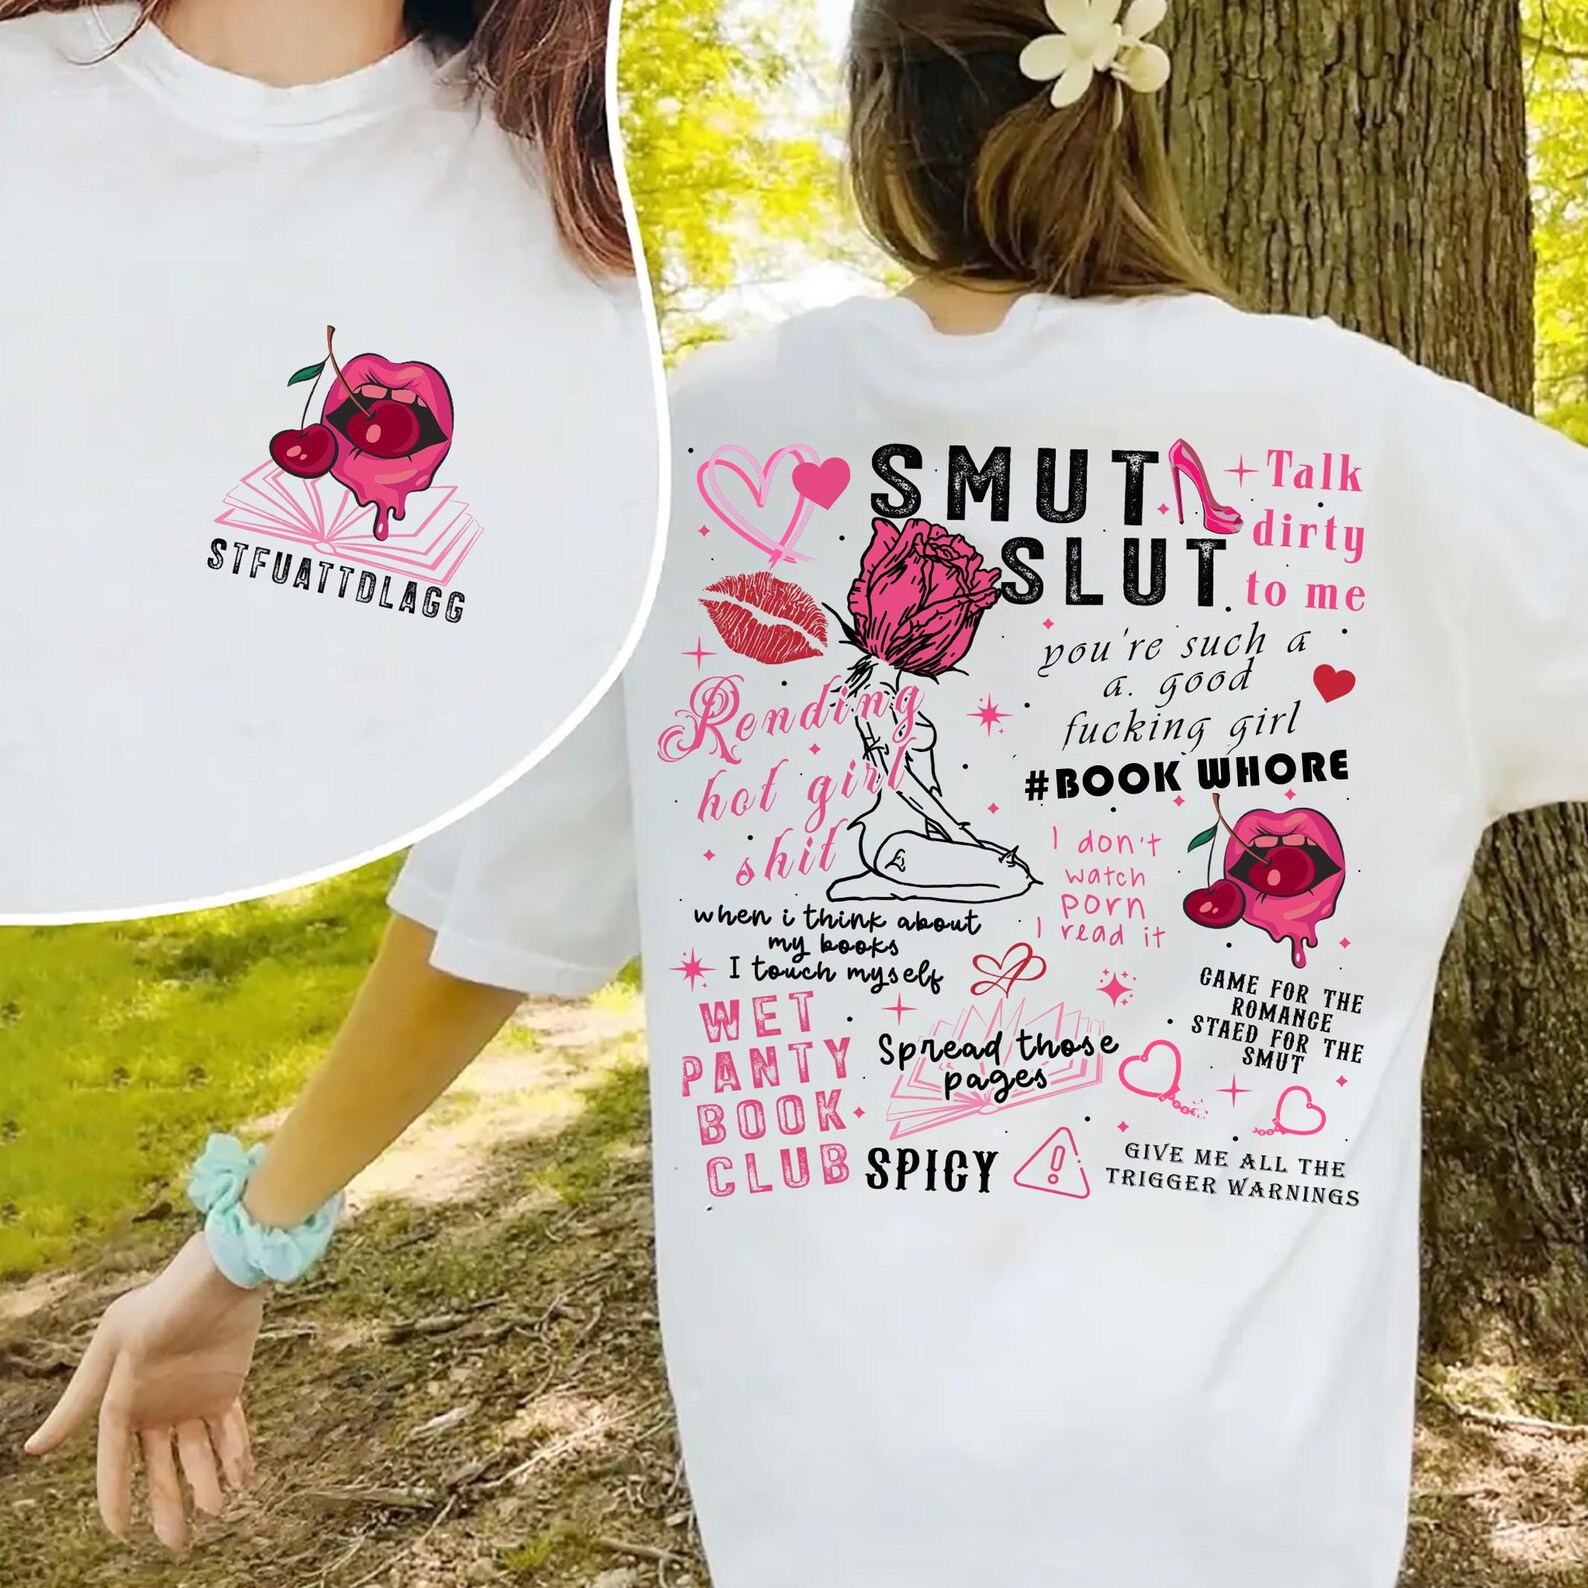 STFUATTDLAGG
SMUT
SLUT
Talk
dirty
to me
you're such a
a. good
fucking girl
#BOOK WHORE
Rending
hot girl
shit
I don't
watch
porn
I read it
when i think about
my books
I touch myself
WET
PANTY
BOOK
CLUB
Spread those
pages
CAME FOR THE
ROMANCE
STAED FOR THE
SMUT
SPICY
GIVE ME ALL THE
TRIGGER WARNINGS